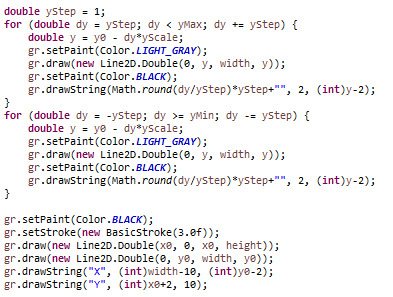 double yStep = 1;
for (double dy = yStep; dy < yMax; dy += yStep) {
    double y = y0 - dy*yScale;
    gr.setPaint(Color.LIGHT_GRAY);
    gr.draw(new Line2D.Double(0, y, width, y));
    gr.setPaint(Color.BLACK);
    gr.drawString(Math.round(dy/yStep)*yStep+"", 2, (int)y-2);
}
for (double dy = -yStep; dy >= yMin; dy -= yStep) {
    double y = y0 - dy*yScale;
    gr.setPaint(Color.LIGHT_GRAY);
    gr.draw(new Line2D.Double(0, y, width, y));
    gr.setPaint(Color.BLACK);
    gr.drawString(Math.round(dy/yStep)*yStep+"", 2, (int)y-2);
}

gr.setPaint(Color.BLACK);
gr.setStroke(new BasicStroke(3.0f));
gr.draw(new Line2D.Double(x0, 0, x0, height));
gr.draw(new Line2D.Double(0, y0, width, y0));
gr.drawString("X", (int)width-10, (int)y0-2);
gr.drawString("Y", (int)x0+2, 10);